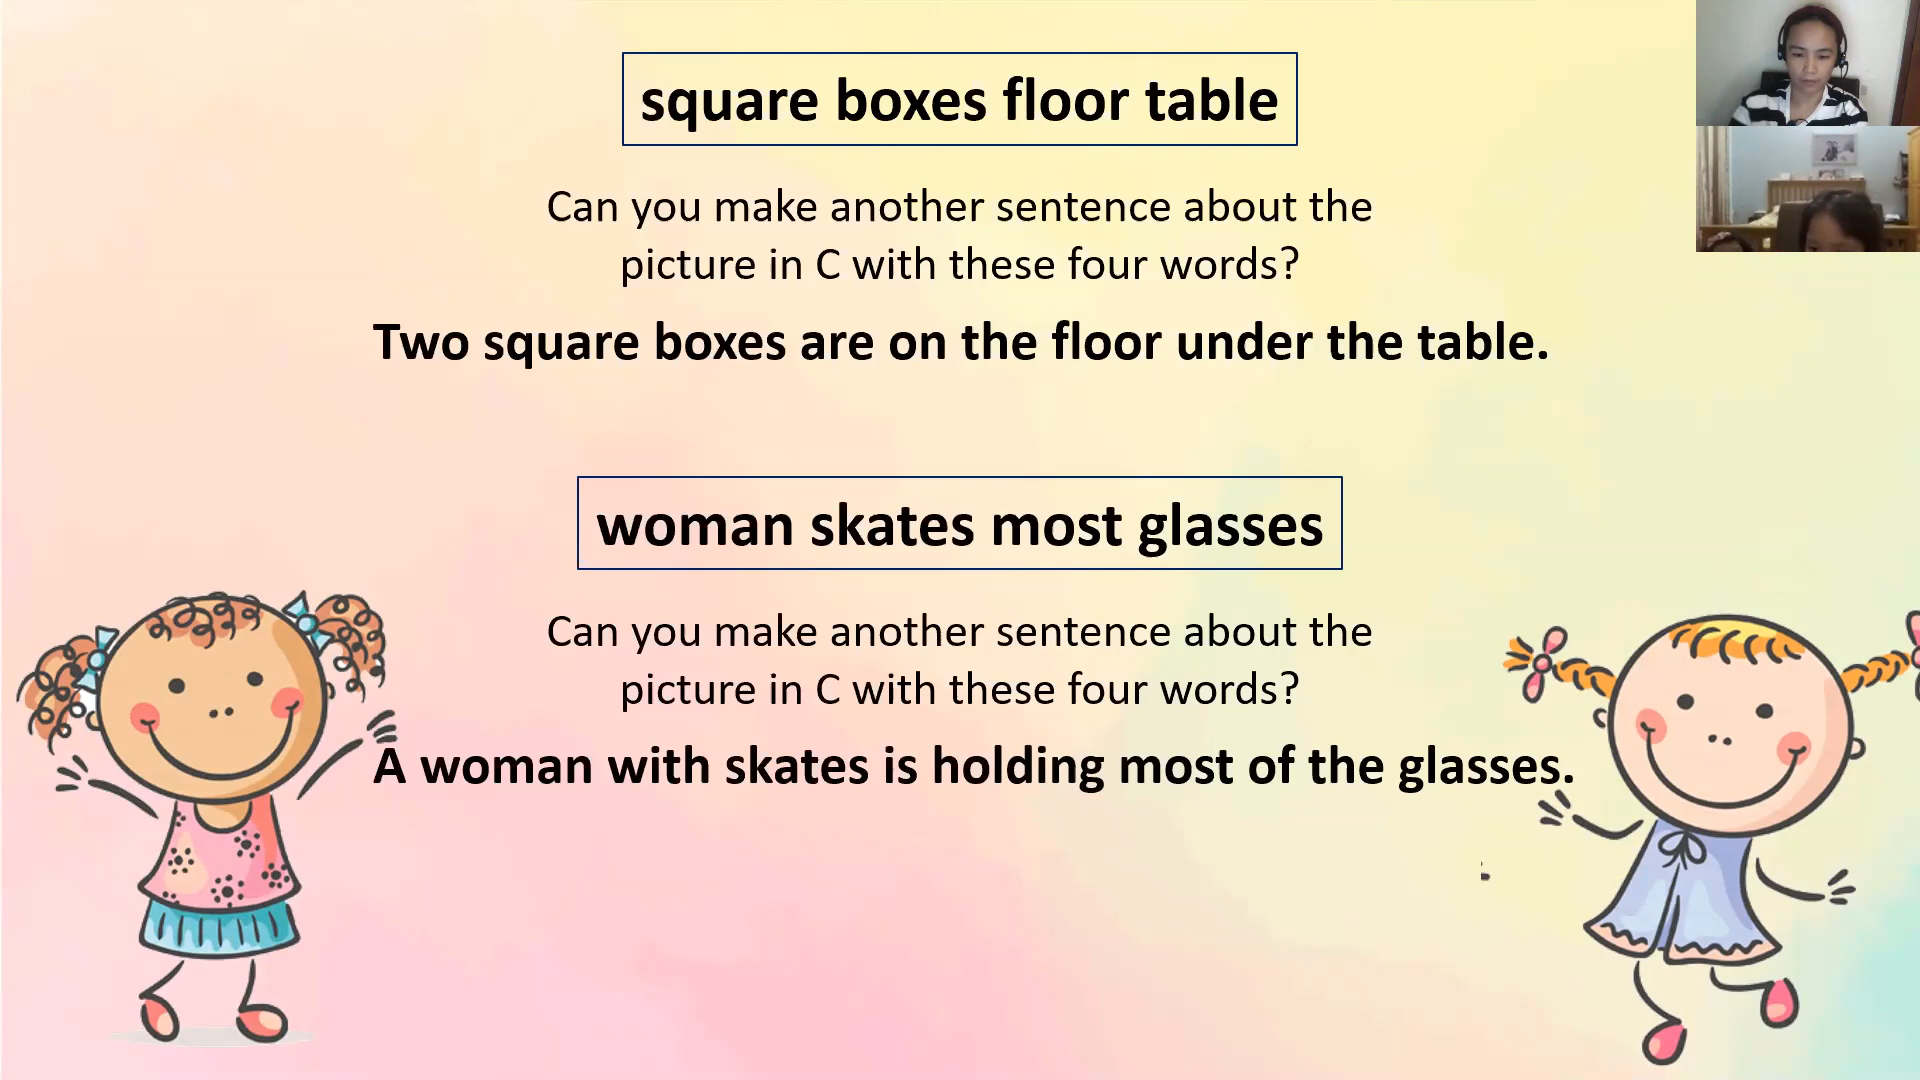 square boxes floor table
Can you make another sentence about the
picture in C with these four words?
Two square boxes are on the floor under the table.
woman skates most glasses
Can you make another sentence about the
picture in C with these four words?
A woman with skates is holding most of the glasses.